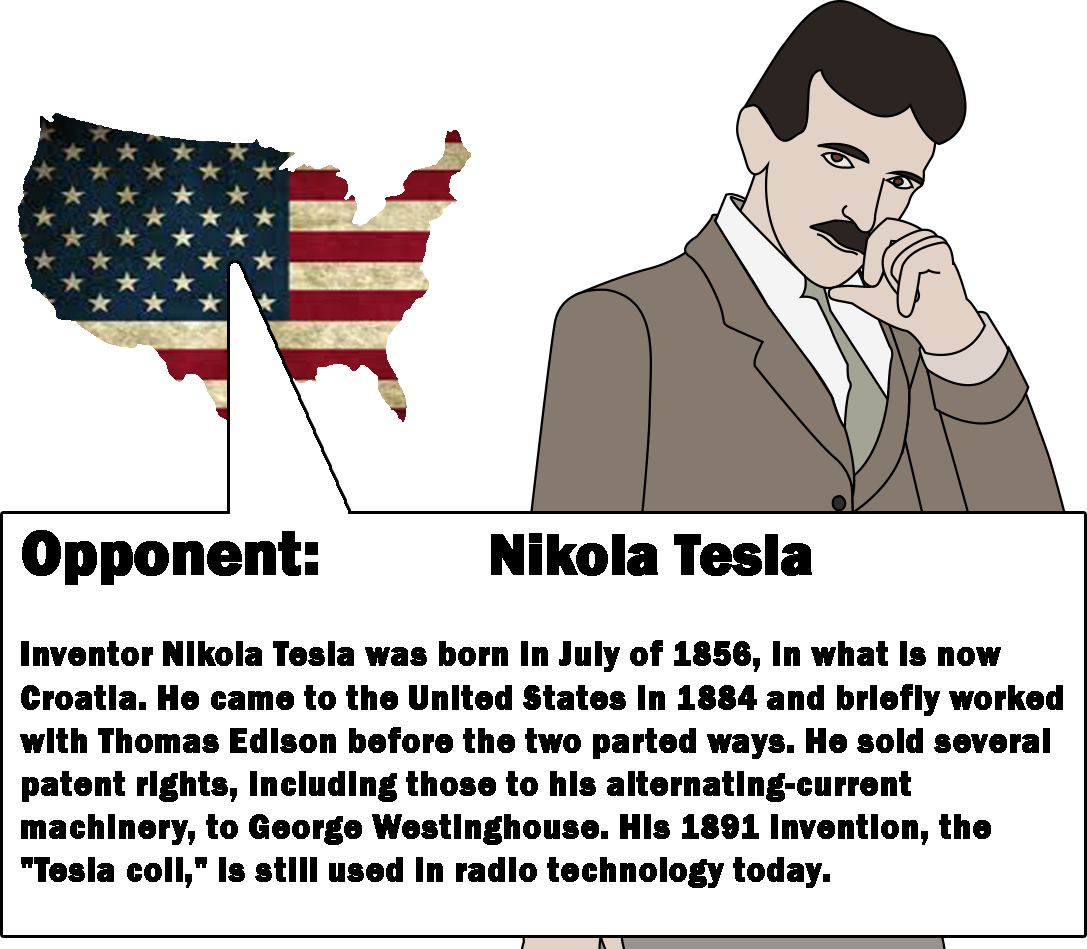 Opponent: Nikola Tesla
Inventor Nikola Tesla was born in July of 1856, in what is now
Croatia. He came to the United States in 1884 and briefly worked
with Thomas Edison before the two parted ways. He sold several
patent rights, including those to his alternating-current
machinery, to George Westinghouse. His 1891 invention, the
"Tesla coil," is still used in radio technology today.